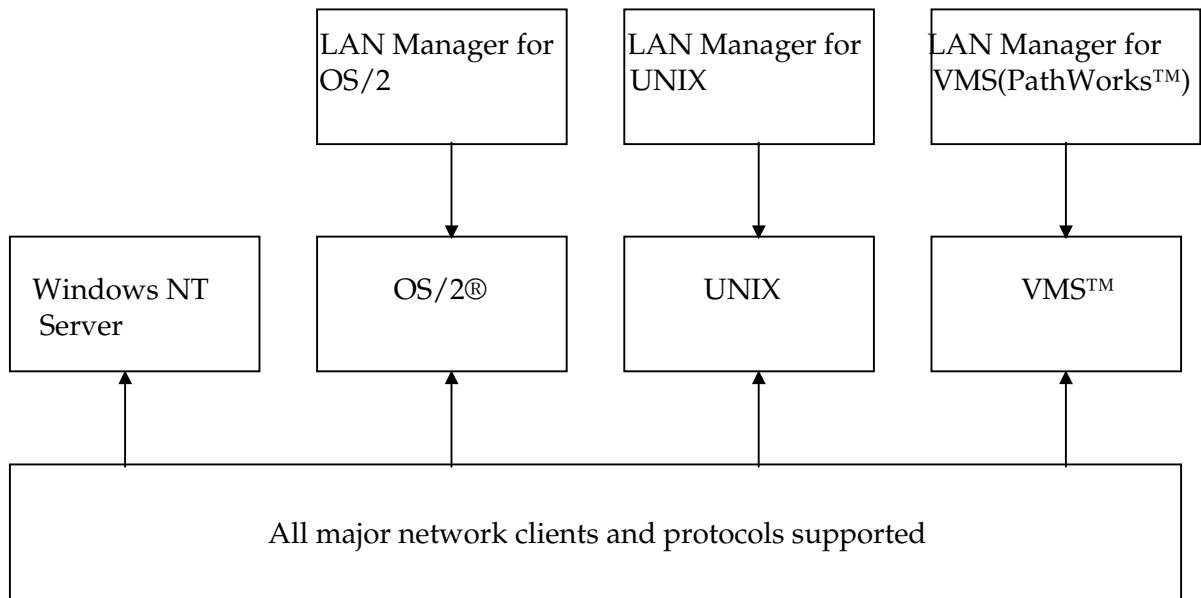 LAN Manager for
OS/2
LAN Manager for
UNIX
LAN Manager for
VMS(PathWorks™)
Windows NT
Server
OS/2®
UNIX
VMS™
All major network clients and protocols supported